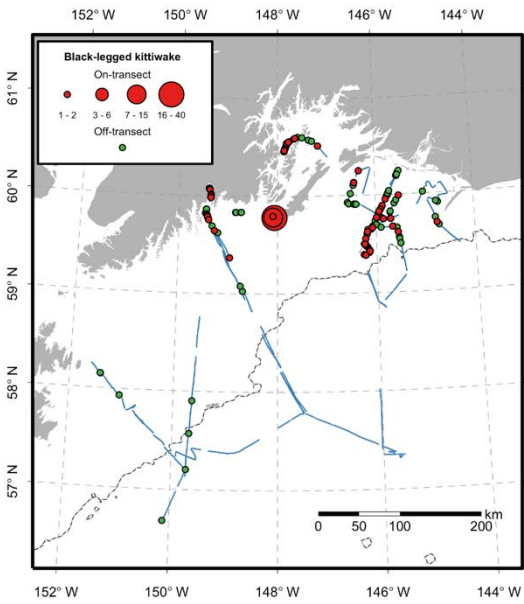 152° W 150° W 148° W 146° W 144° W
Black-legged kittiwake
On-transect
1 - 2 3 - 6 7 - 15 16 - 40
Off-transect
61° N
60° N
59° N
58° N
57° N
km
0 50 100 200
152° W 150° W 148° W 146° W 144° W